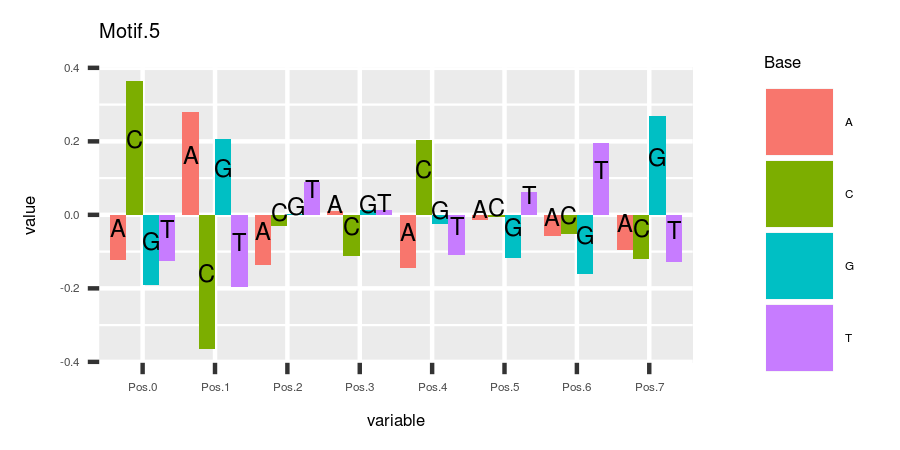 Motif.5
value
0.4
0.2
0.0
-0.2
-0.4
A C G T A C G T A C G T A C G T A C G T A C G T A C G T A C G T
Pos.0 Pos.1 Pos.2 Pos.3 Pos.4 Pos.5 Pos.6 Pos.7
variable
Base
A
C
G
T